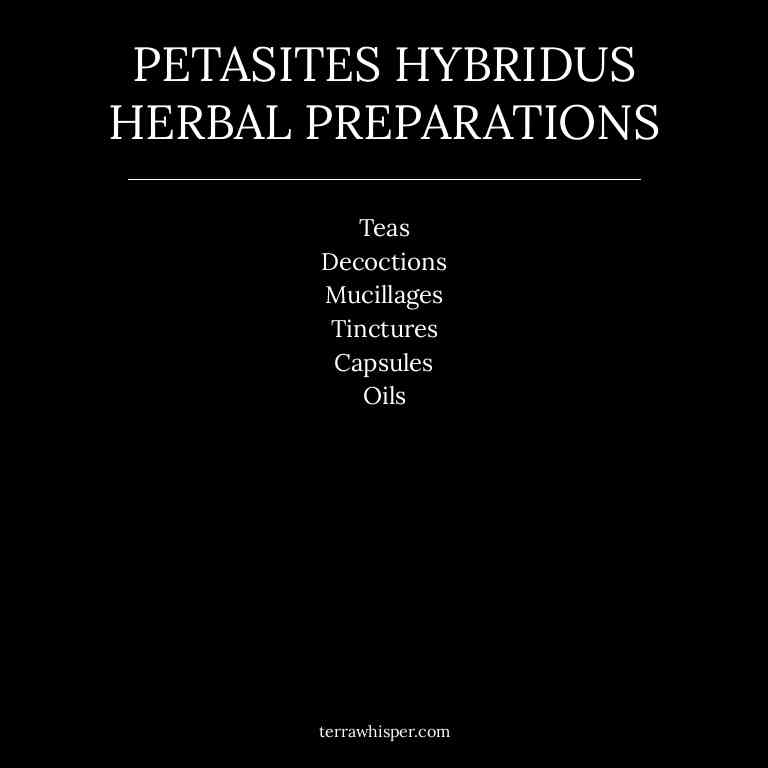 PETASITES HYBRIDUS
HERBAL PREPARATIONS
Teas
Decoctions
Mucillages
Tinctures
Capsules
Oils
terrawhisper.com